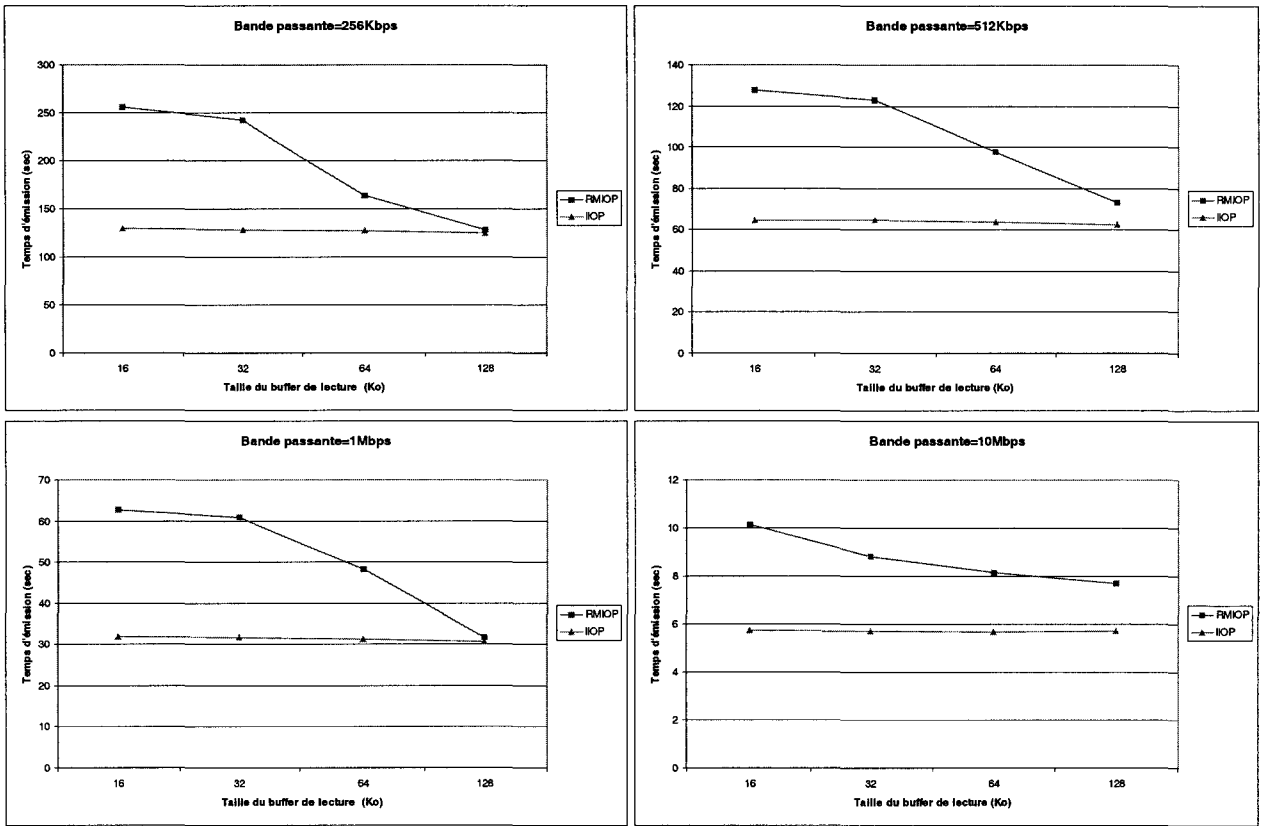 Bande passante=256Kbps
300
250
200
150
100
50
0
Temps d'émission (sec)
16 32 64 128
Taille du buffer de lecture (Ko)
RMIOP
IIOP
Bande passante=512Kbps
140
120
100
80
60
40
20
0
Temps d'émission (sec)
16 32 64 128
Taille du buffer de lecture (Ko)
RMIOP
IIOP
Bande passante=1Mbps
70
60
50
40
30
20
10
0
Temps d'émission (sec)
16 32 64 128
Taille du buffer de lecture (Ko)
RMIOP
IIOP
Bande passante=10Mbps
12
10
8
6
4
2
0
Temps d'émission (sec)
16 32 64 128
Taille du buffer de lecture (Ko)
RMIOP
IIOP